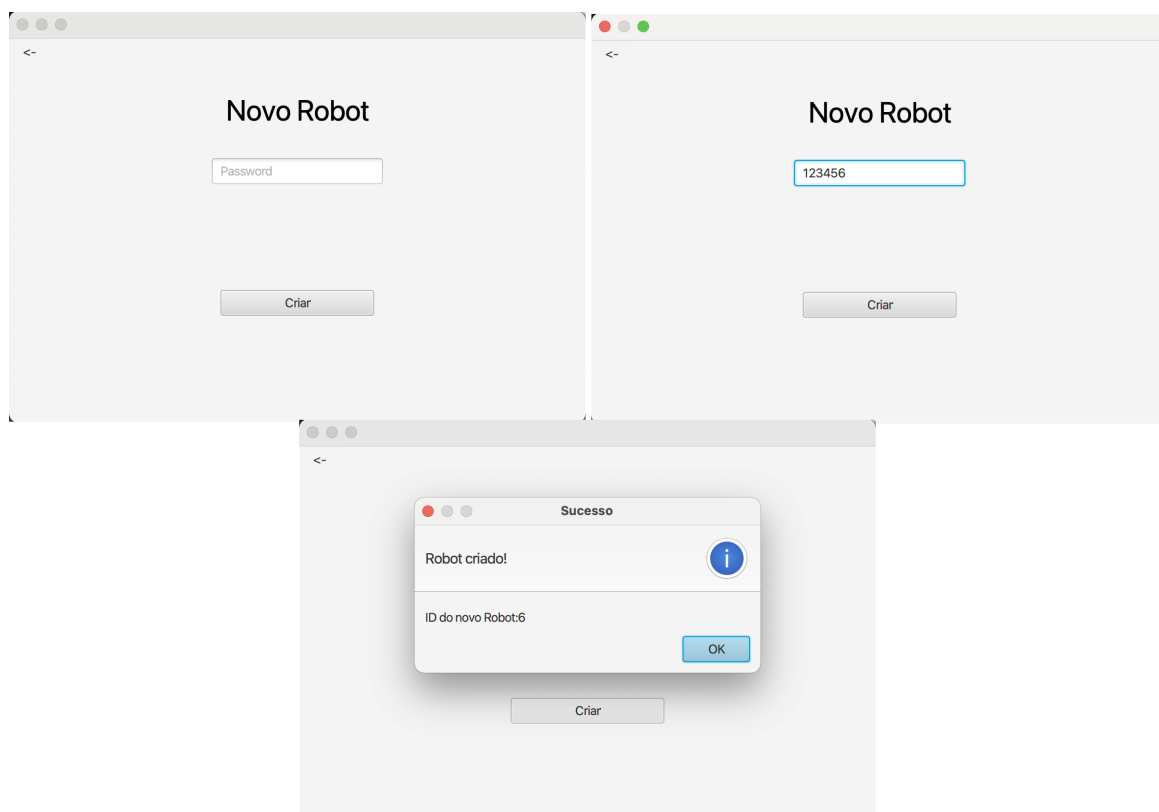 <-
Novo Robot
Password
Criar
<-
Novo Robot
123456
Criar
<-
Sucesso
Robot criado!
i
ID do novo Robot:6
OK
Criar